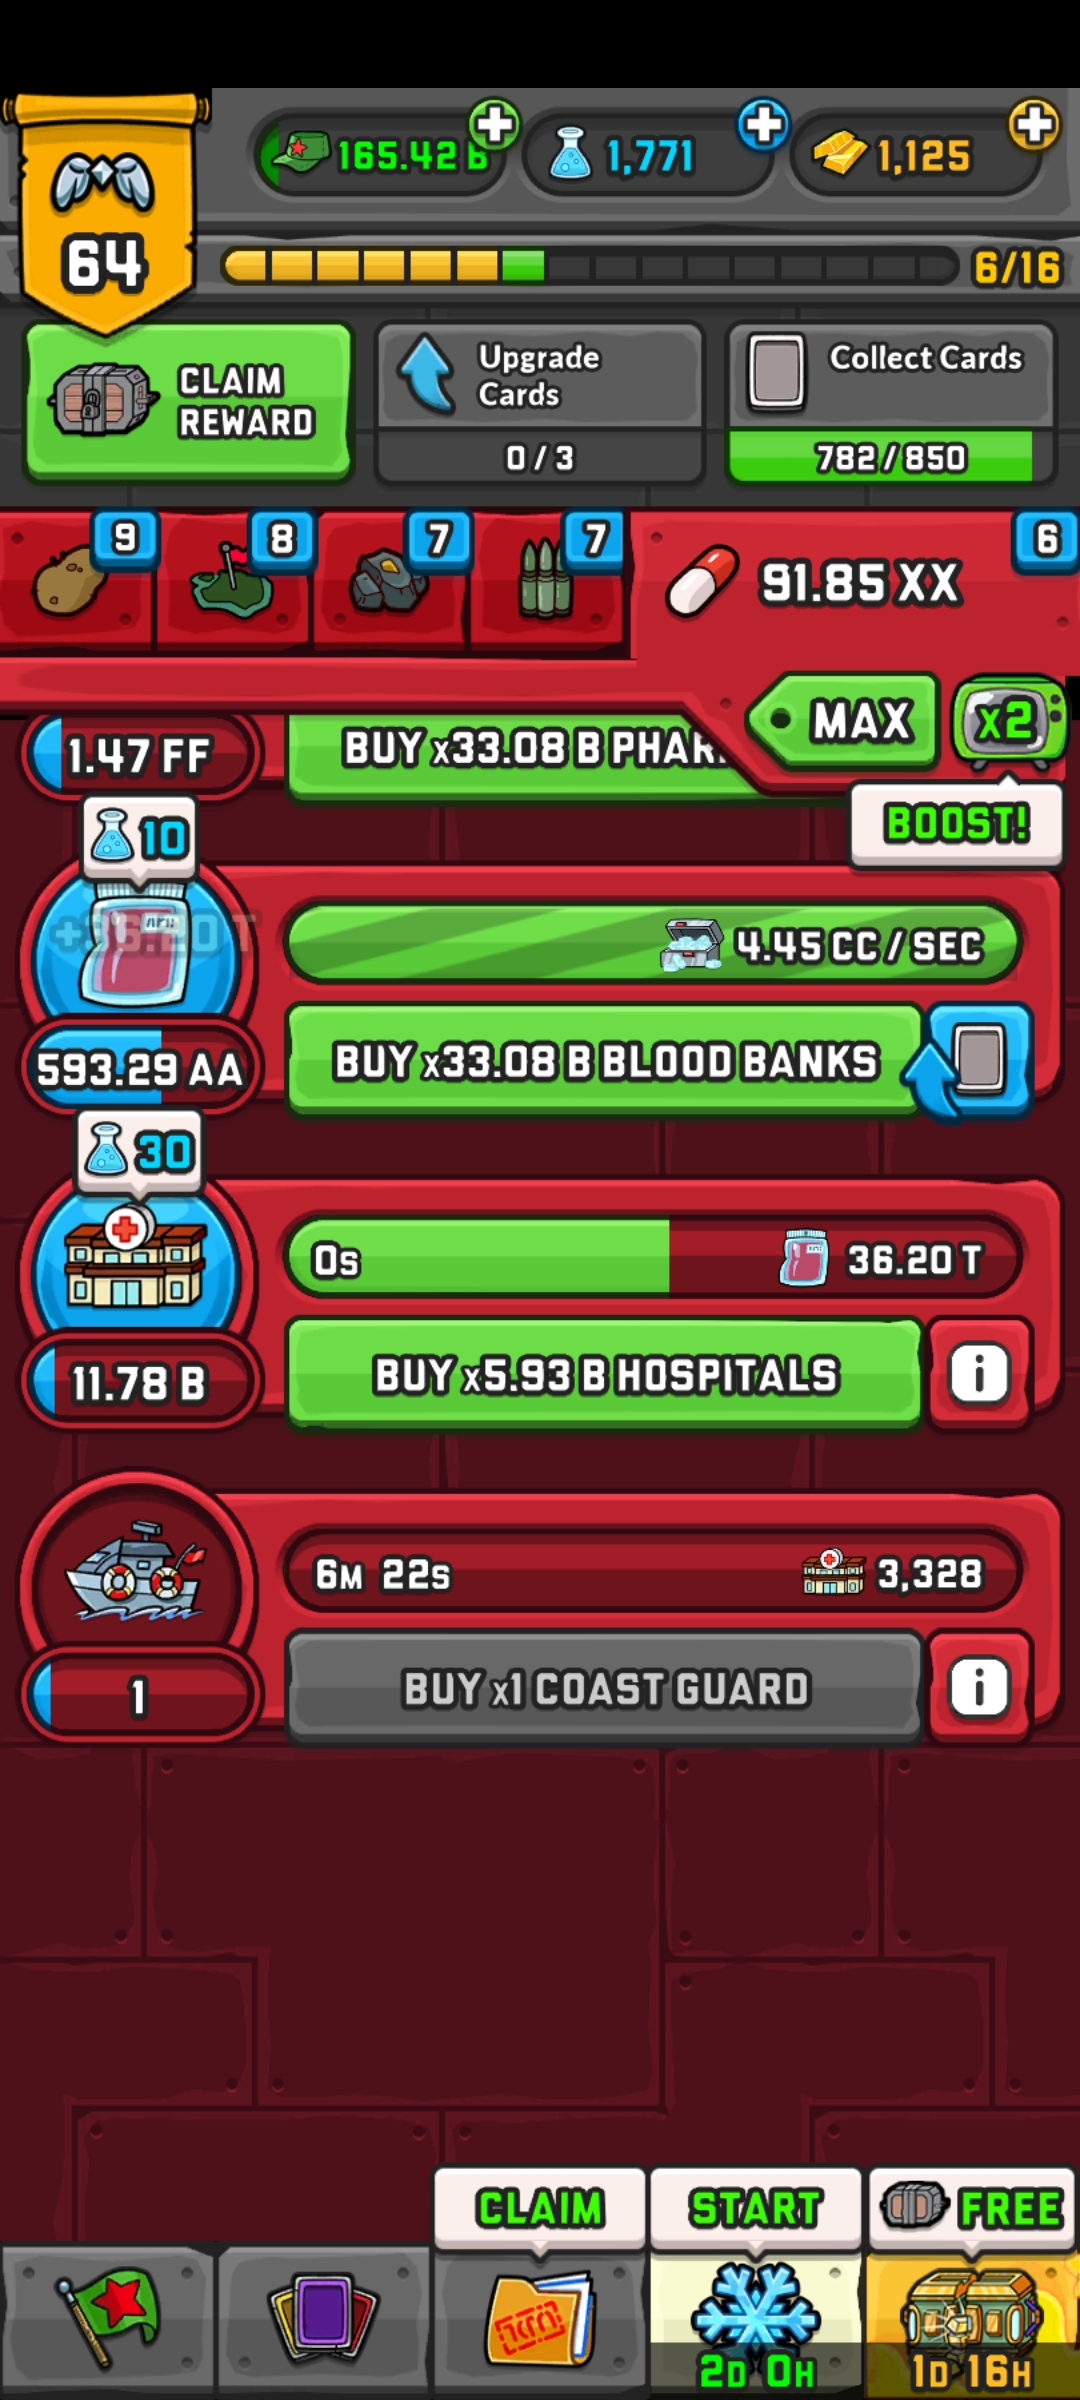 165.42 B
1,771
1,125
64
6/16
CLAIM
REWARD
Upgrade
Cards
0 / 3
Collect Cards
782 / 850
9
8
7
7
6
91.85 XX
MAX
x2
1.47 FF
BUY x33.08 B PHAR
BOOST!
10
+36.20 T
4.45 CC / SEC
593.29 AA
BUY x33.08 B BLOOD BANKS
30
0s
36.20 T
11.78 B
BUY x5.93 B HOSPITALS
i
6M 22s
3,328
1
BUY x1 COAST GUARD
i
CLAIM
START
FREE
2D 0H
1D 16H